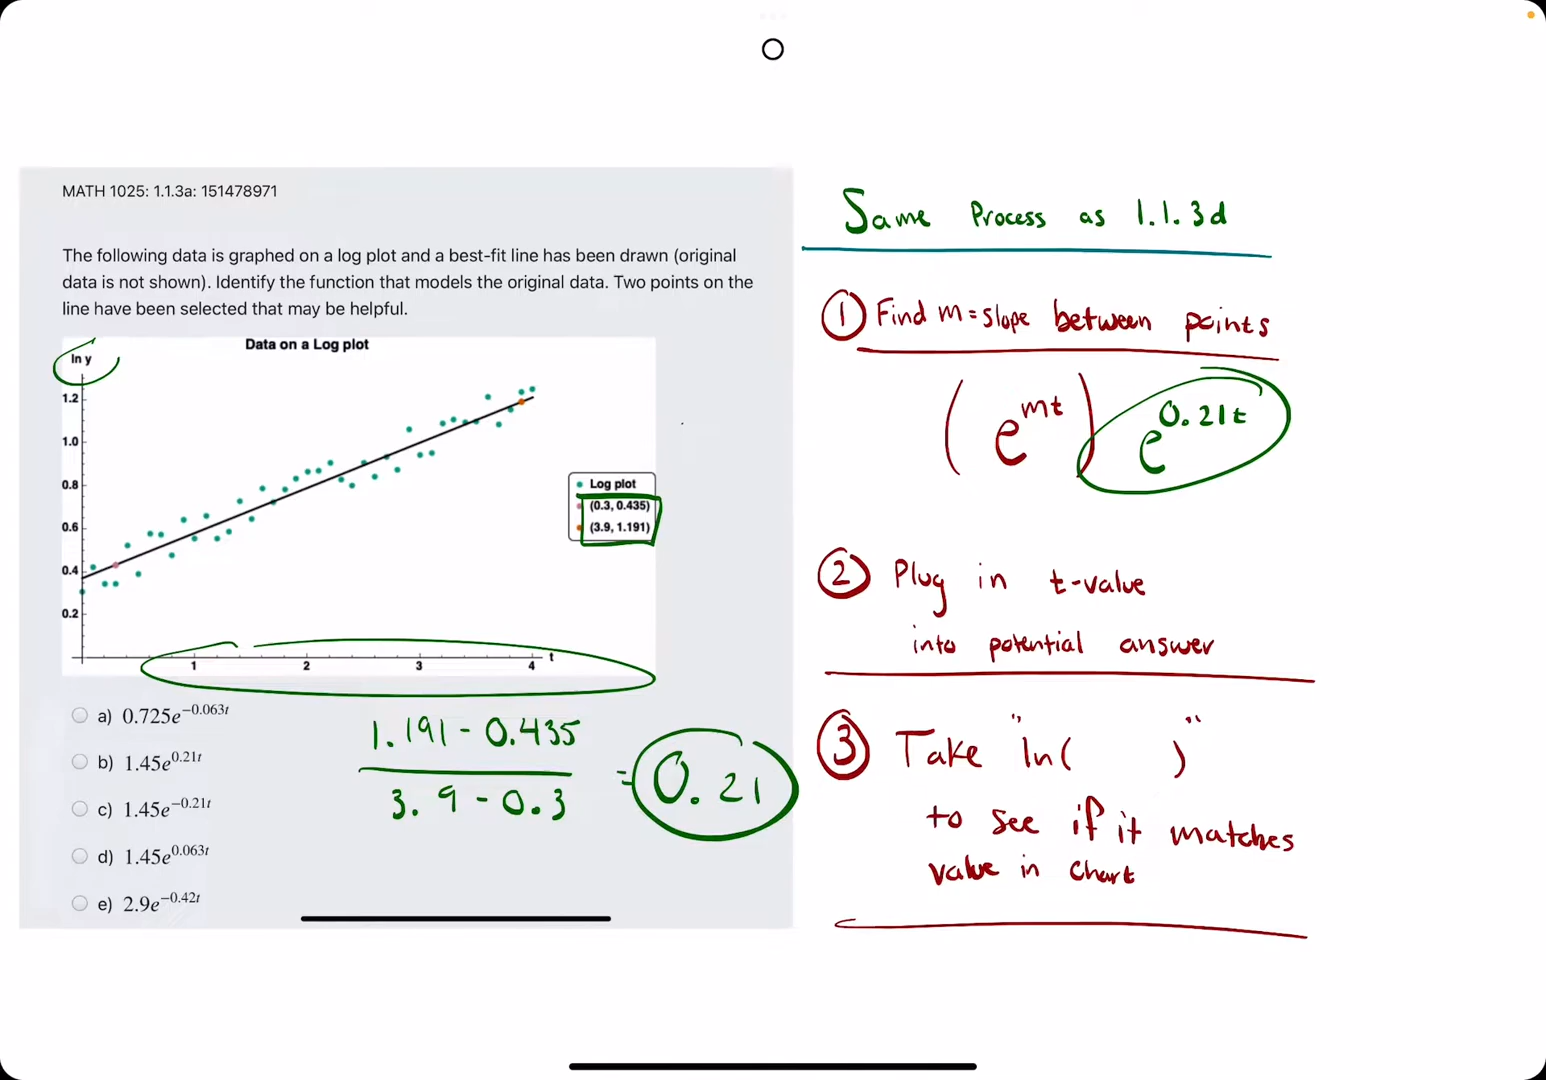 MATH 1025: 1.1.3a: 151478971
The following data is graphed on a log plot and a best-fit line has been drawn (original
data is not shown). Identify the function that models the original data. Two points on the
line have been selected that may be helpful.
Data on a Log plot
ln y
1.2
1.0
0.8
0.6
0.4
0.2
1 2 3 4 t
Log plot
(0.3, 0.435)
(3.9, 1.191)
a) 0.725e^{−0.063t}
b) 1.45e^{0.21t}
c) 1.45e^{−0.21t}
d) 1.45e^{0.063t}
e) 2.9e^{−0.42t}
1.191 - 0.435
3.9 - 0.3
= 0.21
Same Process as 1.1.3d
① Find m = slope between points
(e^{mt}) e^{0.21t}
② Plug in t-value
into potential answer
③ Take "ln( )"
to see if it matches
value in chart